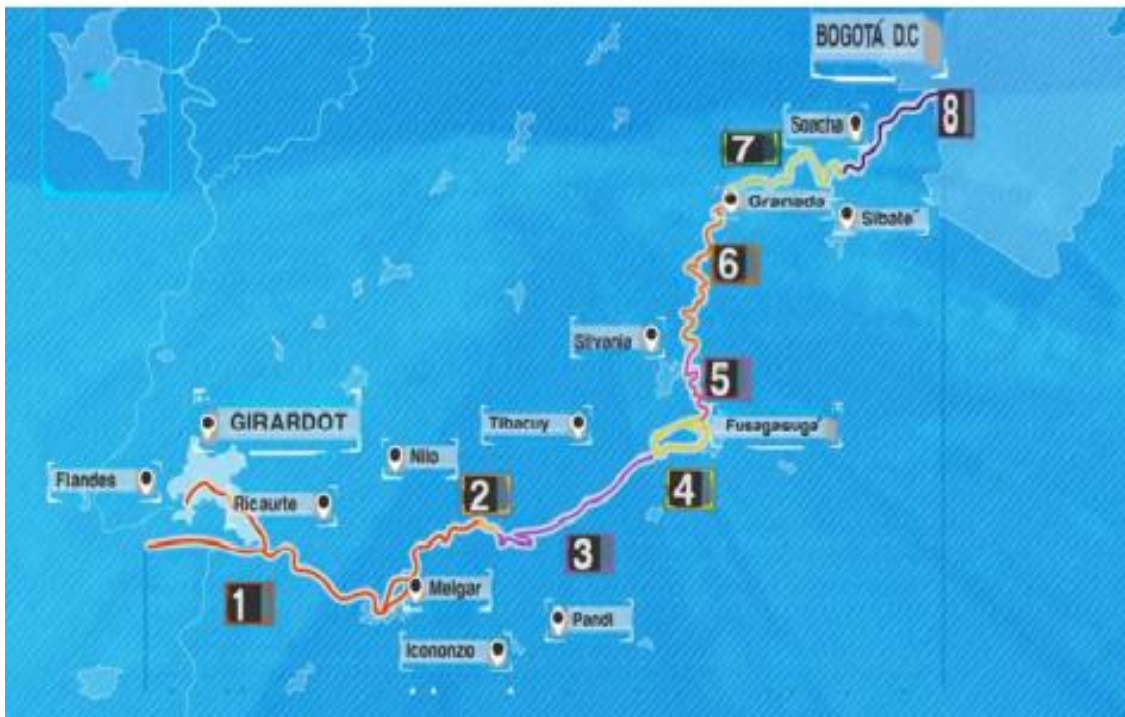 BOGOTÁ D.C
8
Soacha
7
Granada
Sibaté
6
Silvania
5
GIRARDOT
Tibacuy
Fusagasugá
Nilo
Flandes
2
4
Ricaurte
3
1
Melgar
Pandi
Icononzo